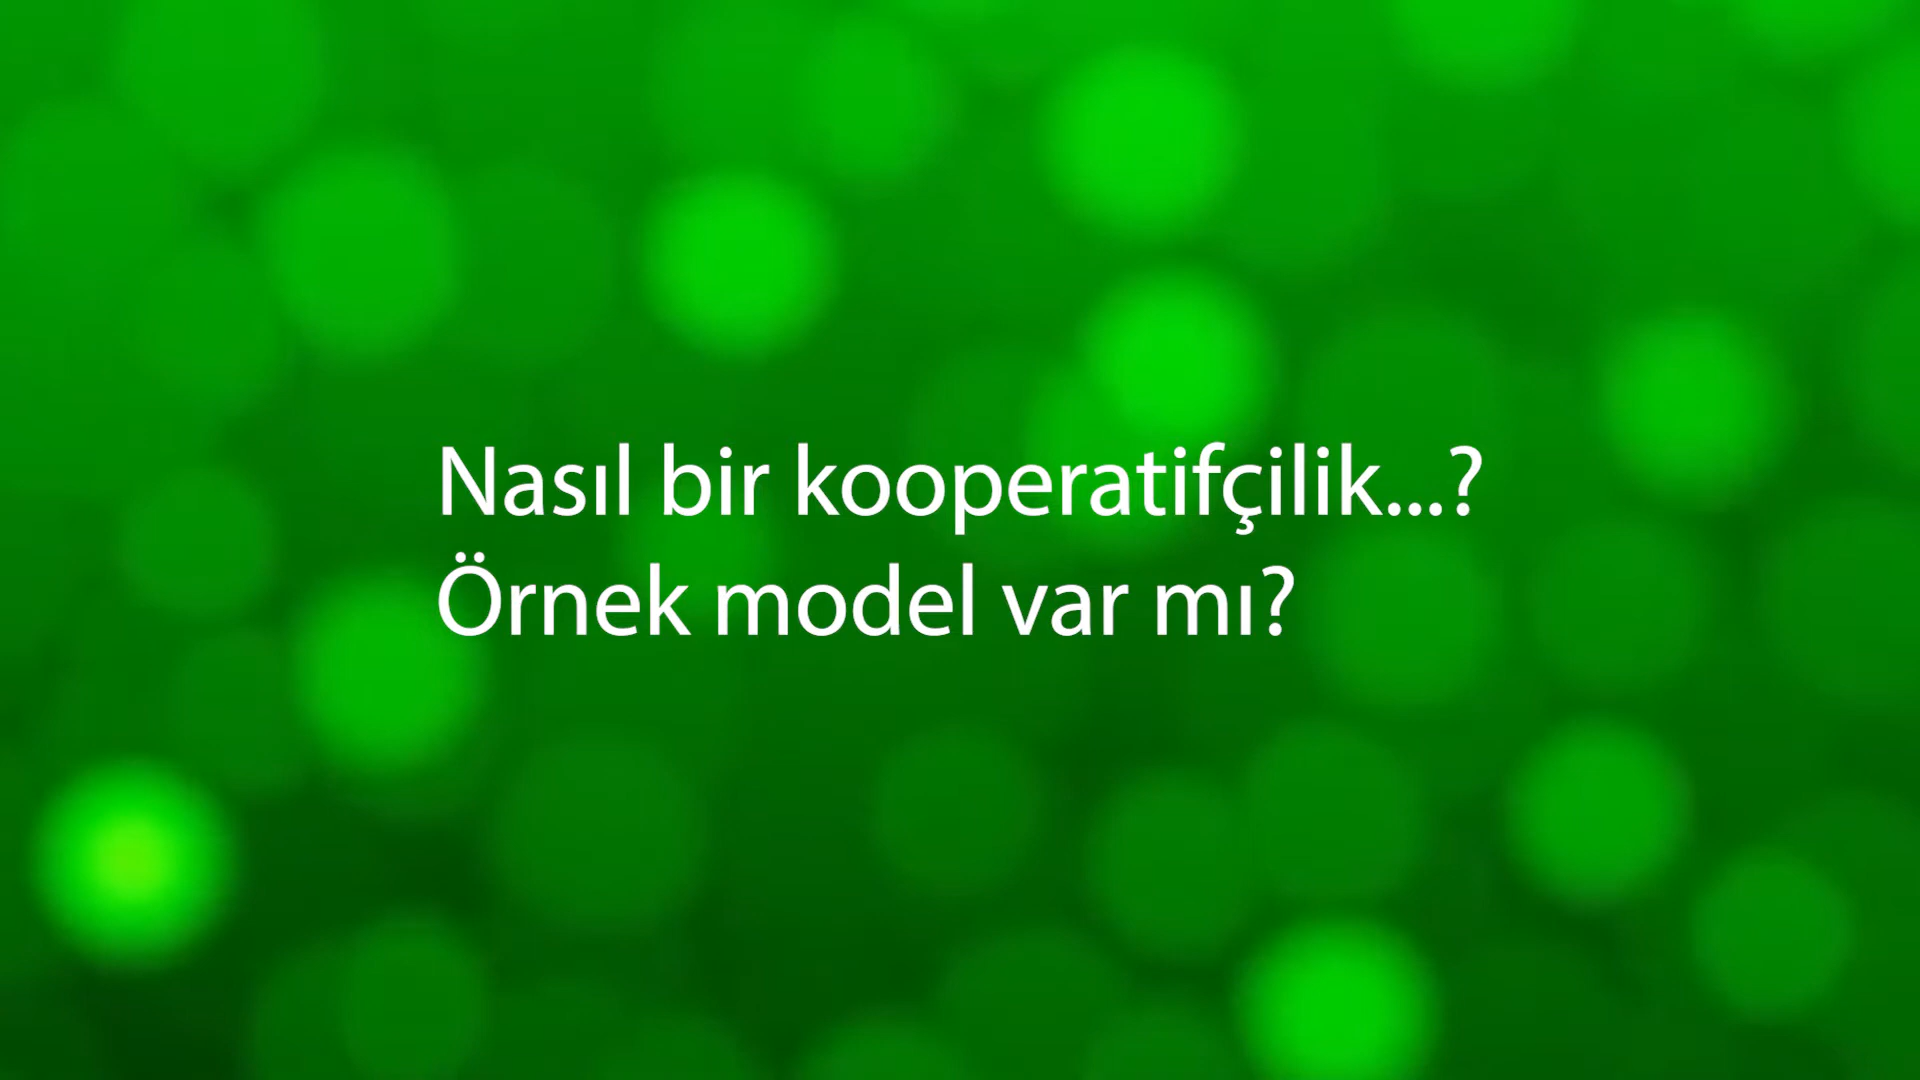 Nasıl bir kooperatifçilik...?
Örnek model var mı?